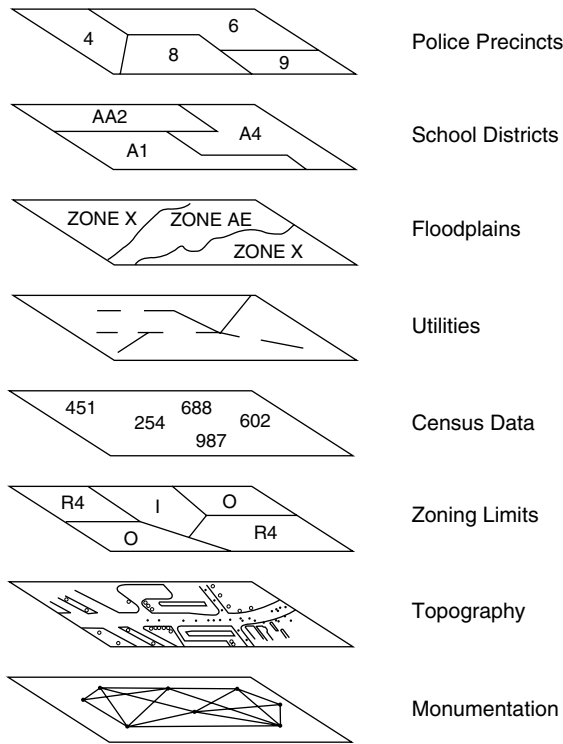 6
4
8
9
Police Precincts
AA2
A4
A1
School Districts
ZONE X
ZONE AE
ZONE X
Floodplains
Utilities
451
688
254
602
987
Census Data
R4
I
O
O
R4
Zoning Limits
Topography
Monumentation